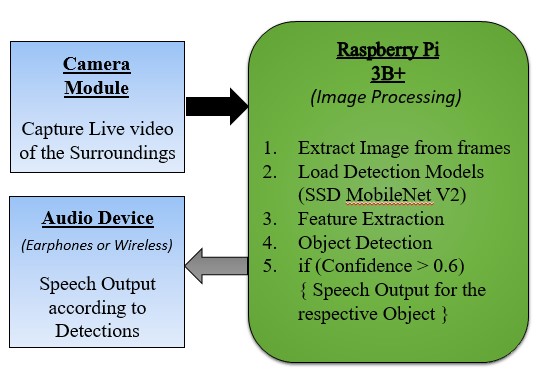 Camera
Module
Capture Live video
of the Surroundings
Audio Device
(Earphones or Wireless)
Speech Output
according to
Detections
Raspberry Pi
3B+
(Image Processing)
1. Extract Image from frames
2. Load Detection Models
(SSD MobileNet V2)
3. Feature Extraction
4. Object Detection
5. if (Confidence > 0.6)
{ Speech Output for the
respective Object }